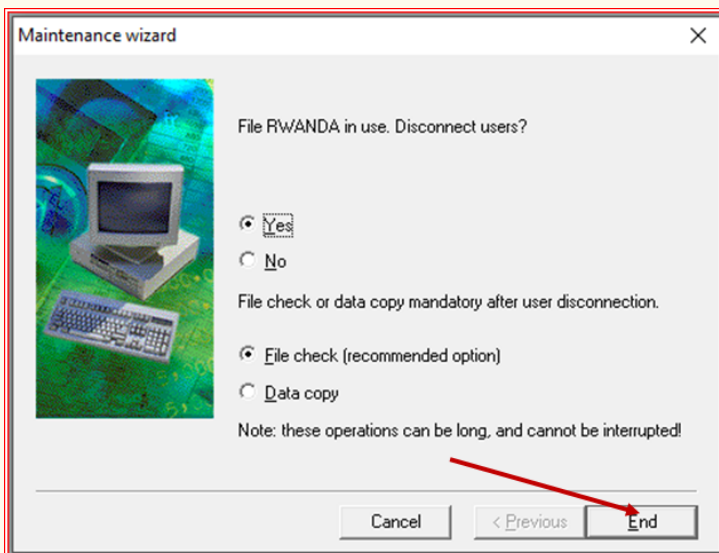 Maintenance wizard
File RWANDA in use. Disconnect users?
Yes
No
File check or data copy mandatory after user disconnection.
File check (recommended option)
Data copy
Note: these operations can be long, and cannot be interrupted!
Cancel
< Previous
End